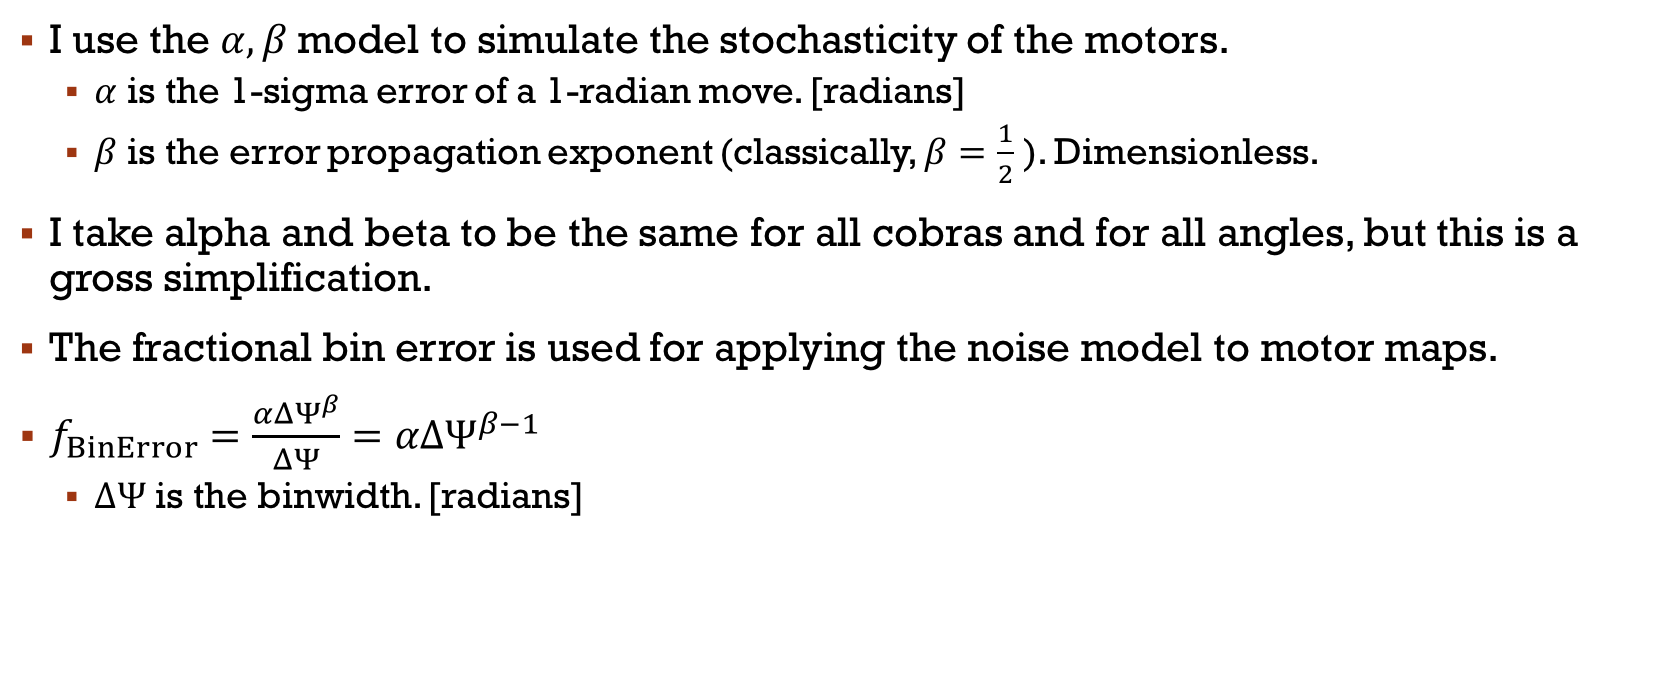 ▪ I use the α, β model to simulate the stochasticity of the motors.
▪ α is the 1-sigma error of a 1-radian move. [radians]
▪ β is the error propagation exponent (classically, β = 1/2 ). Dimensionless.
▪ I take alpha and beta to be the same for all cobras and for all angles, but this is a
gross simplification.
▪ The fractional bin error is used for applying the noise model to motor maps.
▪ f_BinError = αΔΨ^β / ΔΨ = αΔΨ^(β−1)
▪ ΔΨ is the binwidth. [radians]